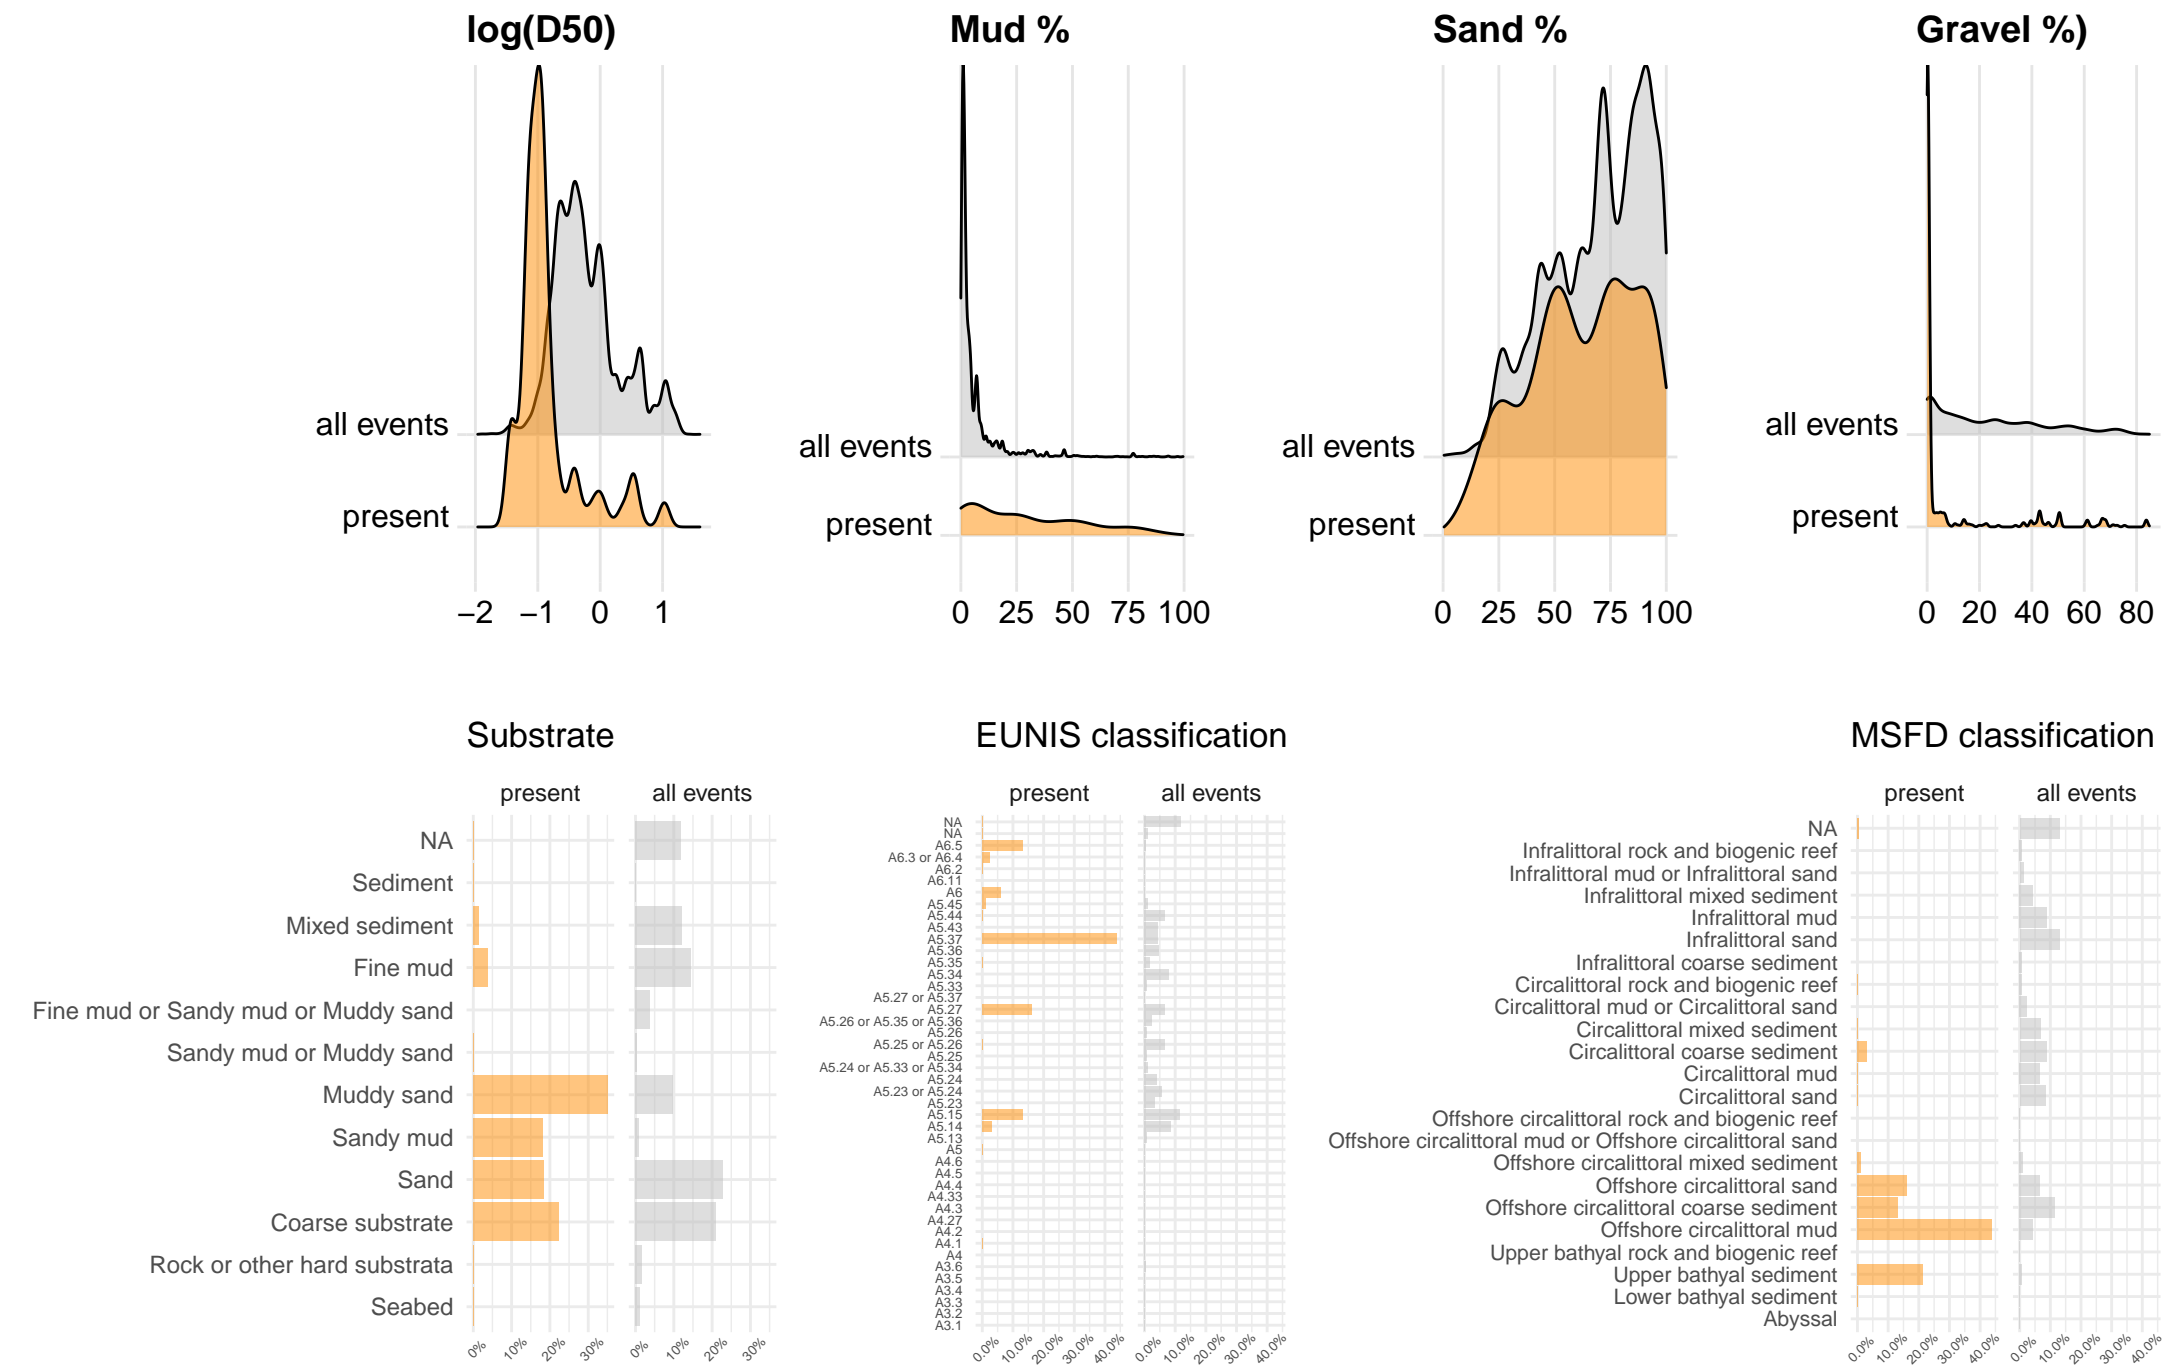 log(D50)
Mud %
Sand %
Gravel %)
all events
present
−2 −1 0 1
all events
present
0 25 50 75 100
all events
present
0 25 50 75 100
all events
present
0 20 40 60 80
Substrate
present all events
NA
Sediment
Mixed sediment
Fine mud
Fine mud or Sandy mud or Muddy sand
Sandy mud or Muddy sand
Muddy sand
Sandy mud
Sand
Coarse substrate
Rock or other hard substrata
Seabed
0% 10% 20% 30% 0% 10% 20% 30%
EUNIS classification
present all events
NA
NA
A6.5
A6.3 or A6.4
A6.2
A6.11
A6
A5.45
A5.44
A5.43
A5.37
A5.36
A5.35
A5.34
A5.33
A5.27 or A5.37
A5.27
A5.26 or A5.35 or A5.36
A5.26
A5.25 or A5.26
A5.25
A5.24 or A5.33 or A5.34
A5.24
A5.23 or A5.24
A5.23
A5.15
A5.14
A5.13
A5
A4.6
A4.5
A4.4
A4.33
A4.3
A4.27
A4.2
A4.1
A4
A3.6
A3.5
A3.4
A3.3
A3.2
A3.1
0.0% 10.0% 20.0% 30.0% 40.0% 0.0% 10.0% 20.0% 30.0% 40.0%
MSFD classification
present all events
NA
Infralittoral rock and biogenic reef
Infralittoral mud or Infralittoral sand
Infralittoral mixed sediment
Infralittoral mud
Infralittoral sand
Infralittoral coarse sediment
Circalittoral rock and biogenic reef
Circalittoral mud or Circalittoral sand
Circalittoral mixed sediment
Circalittoral coarse sediment
Circalittoral mud
Circalittoral sand
Offshore circalittoral rock and biogenic reef
Offshore circalittoral mud or Offshore circalittoral sand
Offshore circalittoral mixed sediment
Offshore circalittoral sand
Offshore circalittoral coarse sediment
Offshore circalittoral mud
Upper bathyal rock and biogenic reef
Upper bathyal sediment
Lower bathyal sediment
Abyssal
0.0% 10.0% 20.0% 30.0% 40.0% 0.0% 10.0% 20.0% 30.0% 40.0%